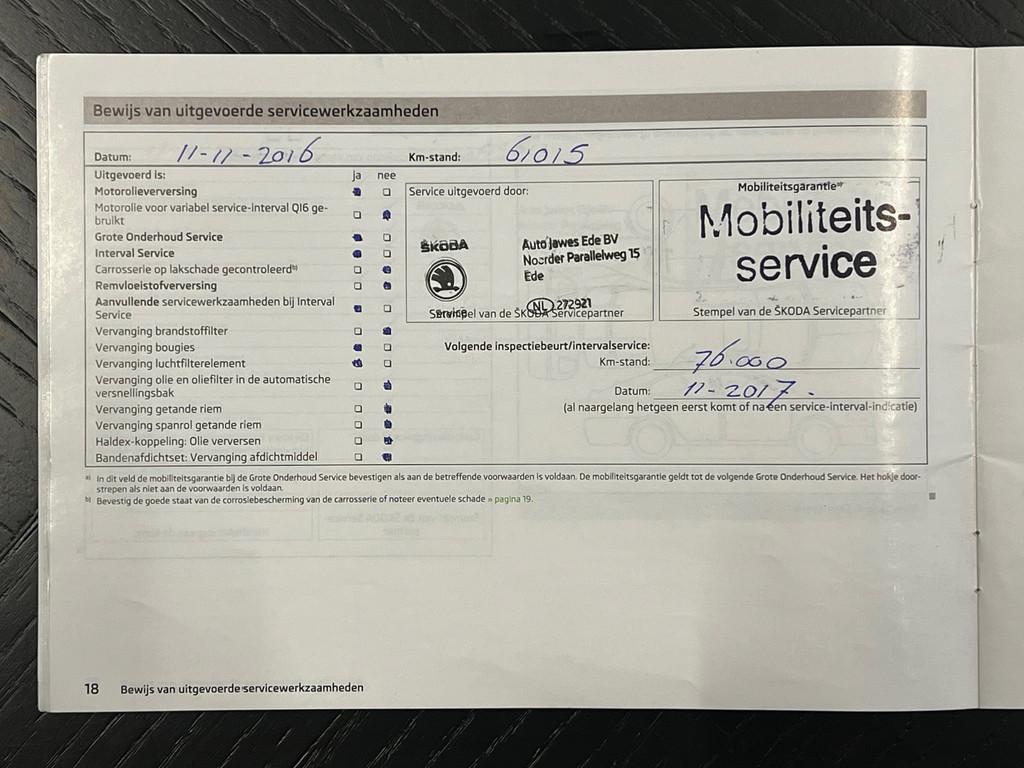 Bewijs van uitgevoerde servicewerkzaamheden
Datum: 11-11-2016 Km-stand: 61015
Uitgevoerd is: ja nee
Motorolieverversing
Motorolie voor variabel service-interval QI6 ge-
bruikt
Grote Onderhoud Service
Interval Service
Carrosserie op lakschade gecontroleerd b)
Remvloeistofverversing
Aanvullende servicewerkzaamheden bij Interval
Service
Vervanging brandstoffilter
Vervanging bougies
Vervanging luchtfilterelement
Vervanging olie en oliefilter in de automatische
versnellingsbak
Vervanging getande riem
Vervanging spanrol getande riem
Haldex-koppeling: Olie verversen
Bandenafdichtset: Vervanging afdichtmiddel
Service uitgevoerd door:
ŠKODA
Service
Auto Jawes Ede BV
Noorder Parallelweg 15
Ede
NL 272921
Stempel van de ŠKODA Servicepartner
Mobiliteitsgarantie a)
Mobiliteits-
service
Stempel van de ŠKODA Servicepartner
Volgende inspectiebeurt/intervalservice:
Km-stand: 76.000
Datum: 11-2017.
(al naargelang hetgeen eerst komt of na een service-interval-indicatie)
a) In dit veld de mobiliteitsgarantie bij de Grote Onderhoud Service bevestigen als aan de betreffende voorwaarden is voldaan. De mobiliteitsgarantie geldt tot de volgende Grote Onderhoud Service. Het hokje door-
strepen als niet aan de voorwaarden is voldaan.
b) Bevestig de goede staat van de corrosiebescherming van de carrosserie of noteer eventuele schade » pagina 19.
18 Bewijs van uitgevoerde servicewerkzaamheden